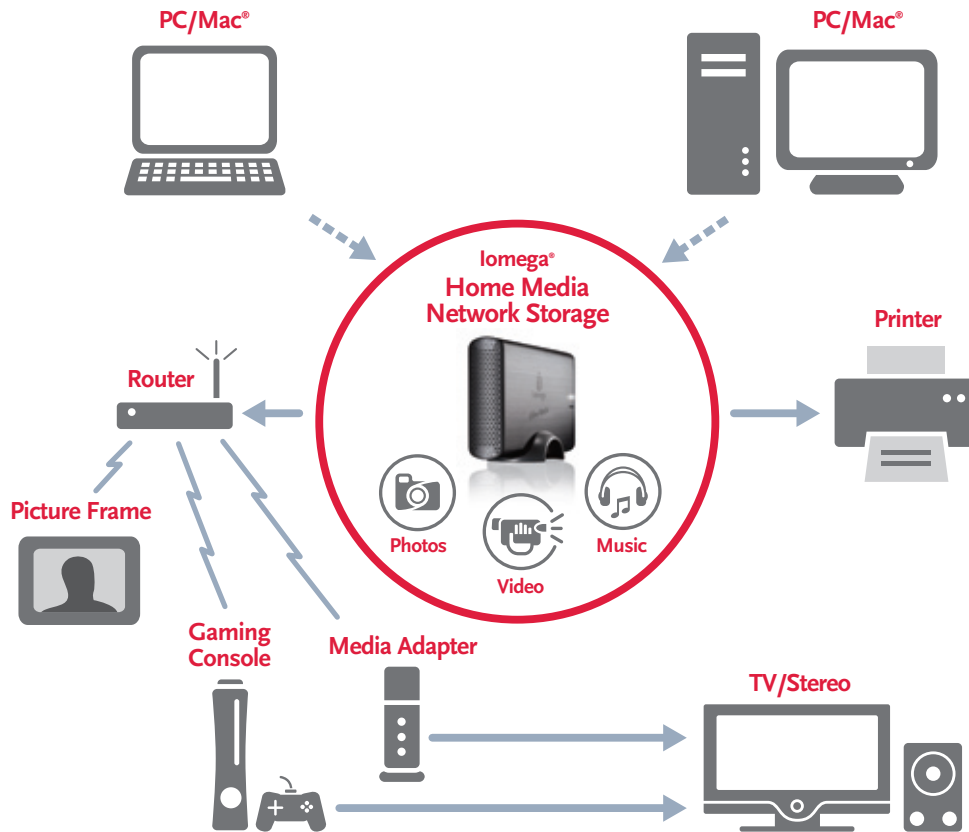 PC/Mac®
PC/Mac®
Iomega®
Home Media
Network Storage
Printer
Router
Picture Frame
Photos
Music
Video
Gaming
Console
Media Adapter
TV/Stereo